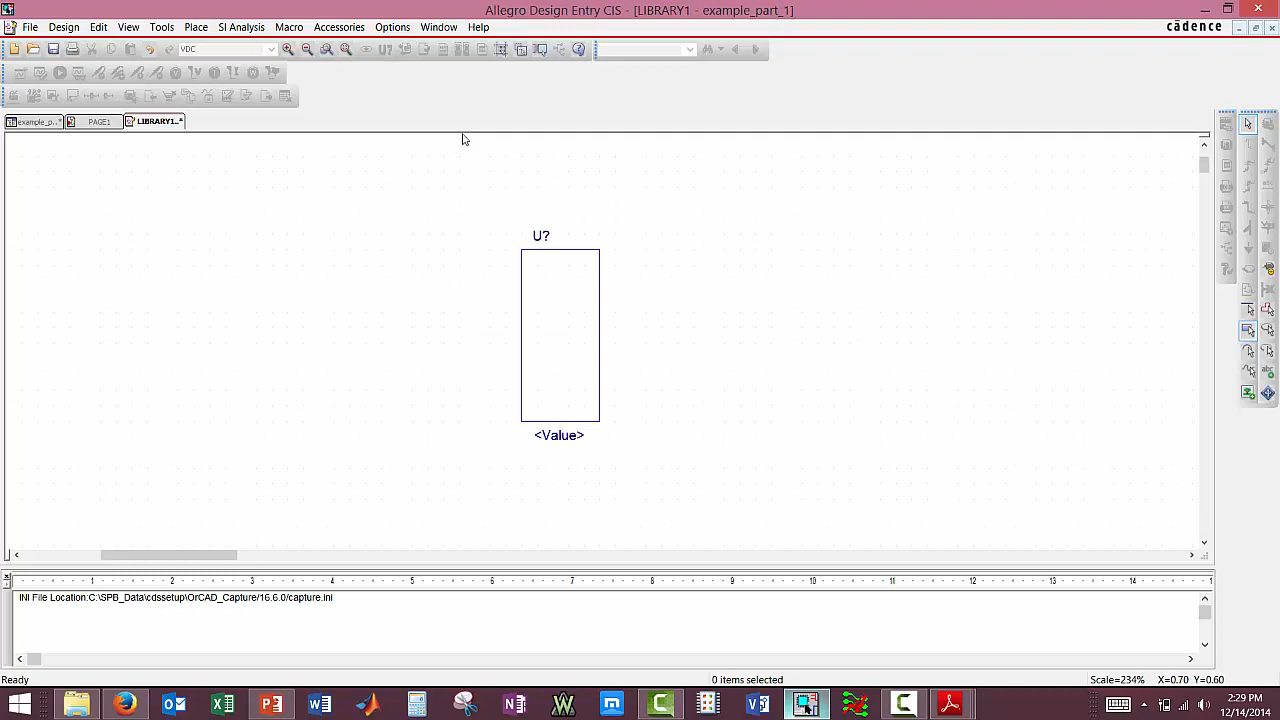 Allegro Design Entry CIS - [LIBRARY1 - example_part_1]
File Design Edit View Tools Place SI Analysis Macro Accessories Options Window Help
cādence
VDC
U?
example_p..* PAGE1 LIBRARY1..*
U?
<Value>
1 2 3 4 5 6 7 8 9 10 11 12 13 14 1
INI File Location:C:\SPB_Data\cdssetup\OrCAD_Capture/16.6.0/capture.ini
Ready 0 items selected Scale=234% X=0.70 Y=0.60
2:29 PM
12/14/2014